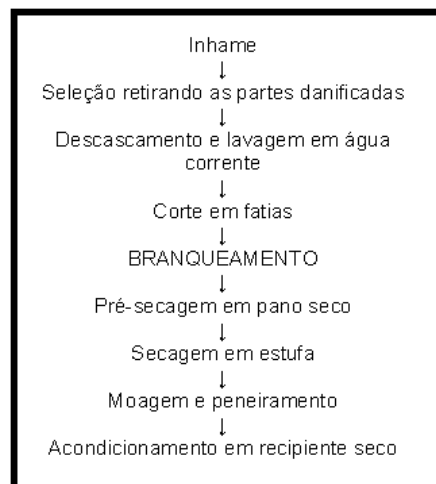 Inhame
↓
Seleção retirando as partes danificadas
↓
Descascamento e lavagem em água
corrente
↓
Corte em fatias
↓
BRANQUEAMENTO
↓
Pré-secagem em pano seco
↓
Secagem em estufa
↓
Moagem e peneiramento
↓
Acondicionamento em recipiente seco